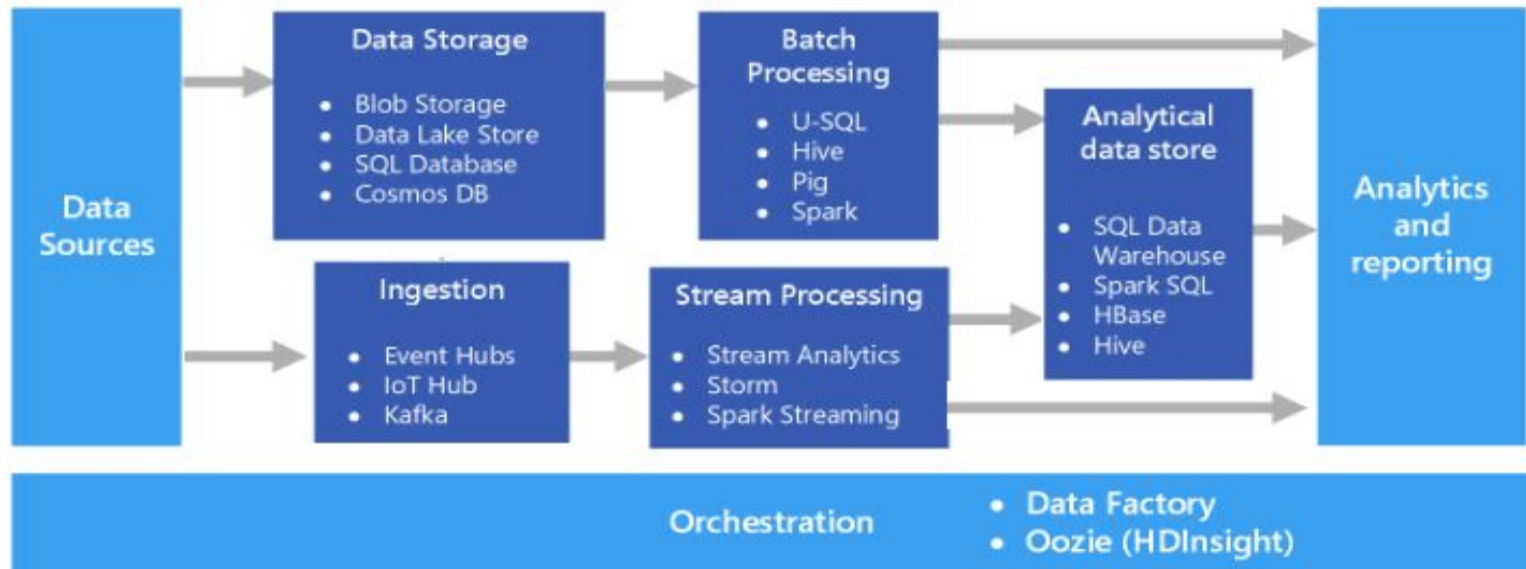 Data
Sources
Data Storage
• Blob Storage
• Data Lake Store
• SQL Database
• Cosmos DB
Ingestion
• Event Hubs
• IoT Hub
• Kafka
Batch
Processing
• U-SQL
• Hive
• Pig
• Spark
Stream Processing
• Stream Analytics
• Storm
• Spark Streaming
Analytical
data store
• SQL Data
Warehouse
• Spark SQL
• HBase
• Hive
Analytics
and
reporting
Orchestration
• Data Factory
• Oozie (HDInsight)